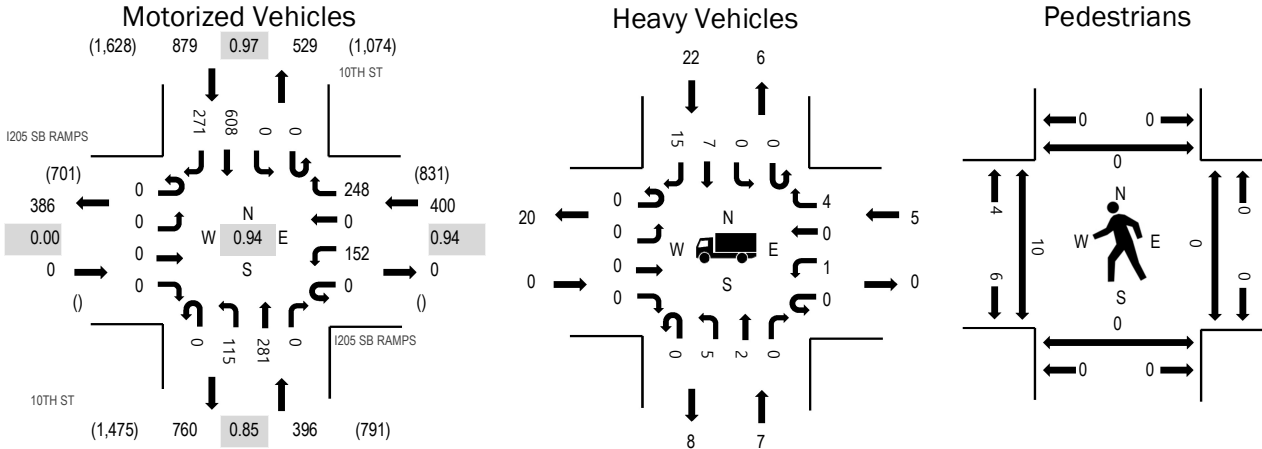 Motorized Vehicles
Heavy Vehicles
Pedestrians
(1,628) 879 0.97 529 (1,074)
10TH ST
22 6
271 608 0 0
15 7 0 0
0 0
0
I205 SB RAMPS
(701) 0 248 (831)
386 0 N 0 400
0.00 W 0.94 E 0.94
0 0 S 152 0
() 0 0 ()
0 115 281 0
I205 SB RAMPS
10TH ST
(1,475) 760 0.85 396 (791)
0 4
20 0 N 0 5
W E
0 0 S 1 0
0 0
0 5 2 0
8 7
4 N 0
10 W E 0
6 S 0
0
0 0